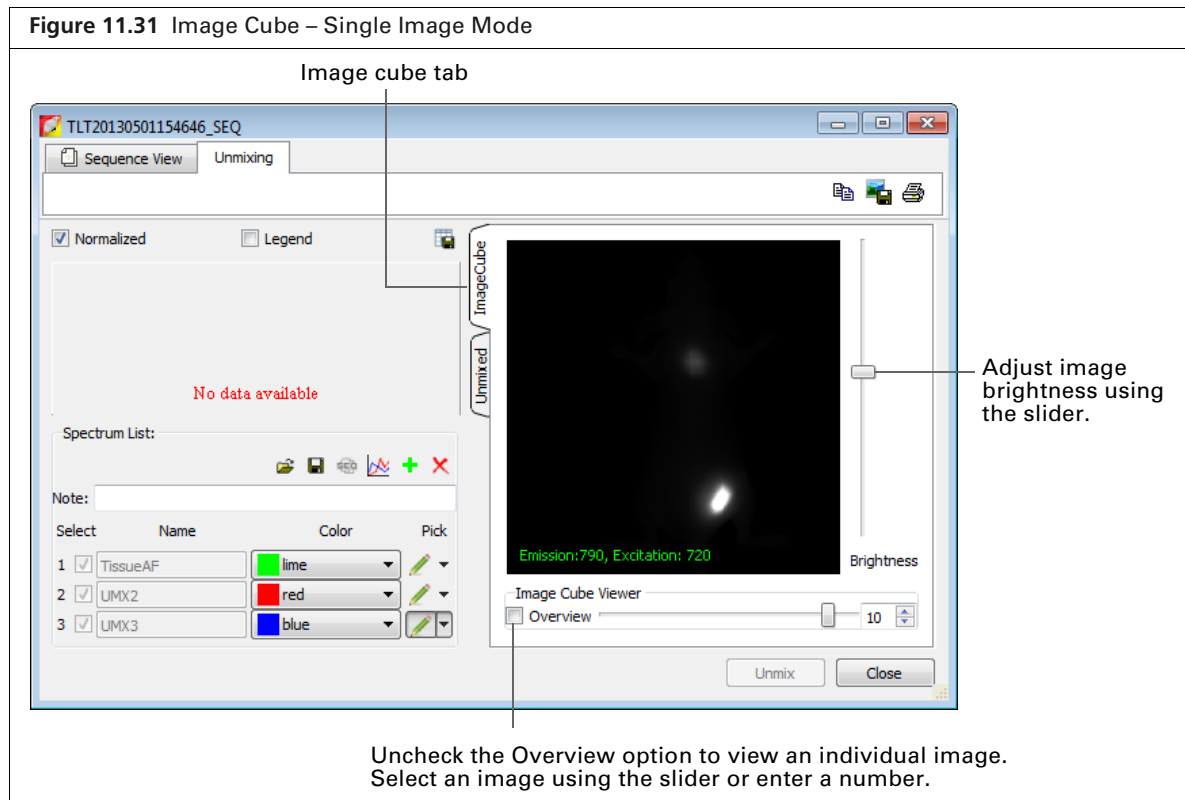 Figure 11.31 Image Cube – Single Image Mode
Image cube tab
TLT20130501154646_SEQ
Sequence View
Unmixing
Normalized
Legend
ImageCube
Unmixed
No data available
Adjust image
brightness using
the slider.
Spectrum List:
SEQ
Note:
Select Name Color Pick
1 TissueAF lime
2 UMX2 red
3 UMX3 blue
Emission:790, Excitation: 720
Brightness
Image Cube Viewer
Overview 10
Unmix Close
Uncheck the Overview option to view an individual image.
Select an image using the slider or enter a number.